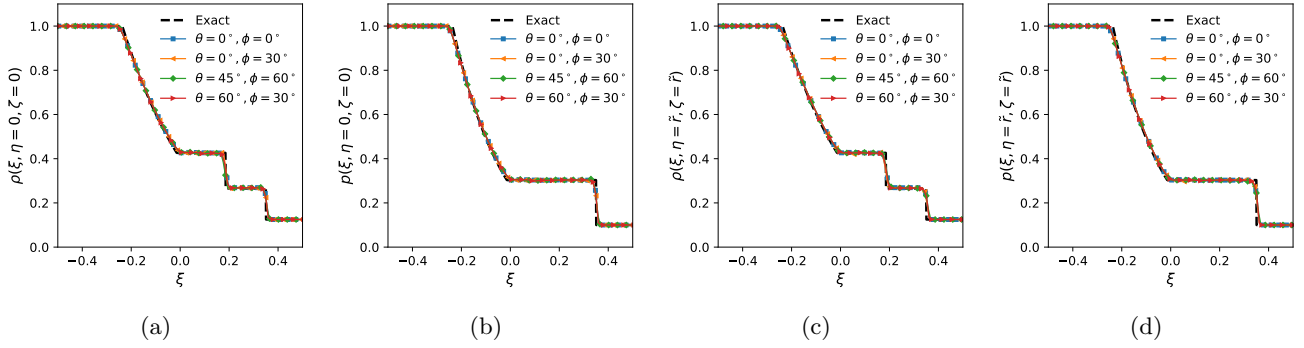 ρ(ξ, η = 0, ζ = 0)
1.0
0.8
0.6
0.4
0.2
0.0
−0.4 −0.2 0.0 0.2 0.4
ξ
Exact
θ = 0°, ϕ = 0°
θ = 0°, ϕ = 30°
θ = 45°, ϕ = 60°
θ = 60°, ϕ = 30°
(a)
p(ξ, η = 0, ζ = 0)
1.0
0.8
0.6
0.4
0.2
0.0
−0.4 −0.2 0.0 0.2 0.4
ξ
Exact
θ = 0°, ϕ = 0°
θ = 0°, ϕ = 30°
θ = 45°, ϕ = 60°
θ = 60°, ϕ = 30°
(b)
ρ(ξ, η = r̃, ζ = r̃)
1.0
0.8
0.6
0.4
0.2
0.0
−0.4 −0.2 0.0 0.2 0.4
ξ
Exact
θ = 0°, ϕ = 0°
θ = 0°, ϕ = 30°
θ = 45°, ϕ = 60°
θ = 60°, ϕ = 30°
(c)
p(ξ, η = r̃, ζ = r̃)
1.0
0.8
0.6
0.4
0.2
0.0
−0.4 −0.2 0.0 0.2 0.4
ξ
Exact
θ = 0°, ϕ = 0°
θ = 0°, ϕ = 30°
θ = 45°, ϕ = 60°
θ = 60°, ϕ = 30°
(d)